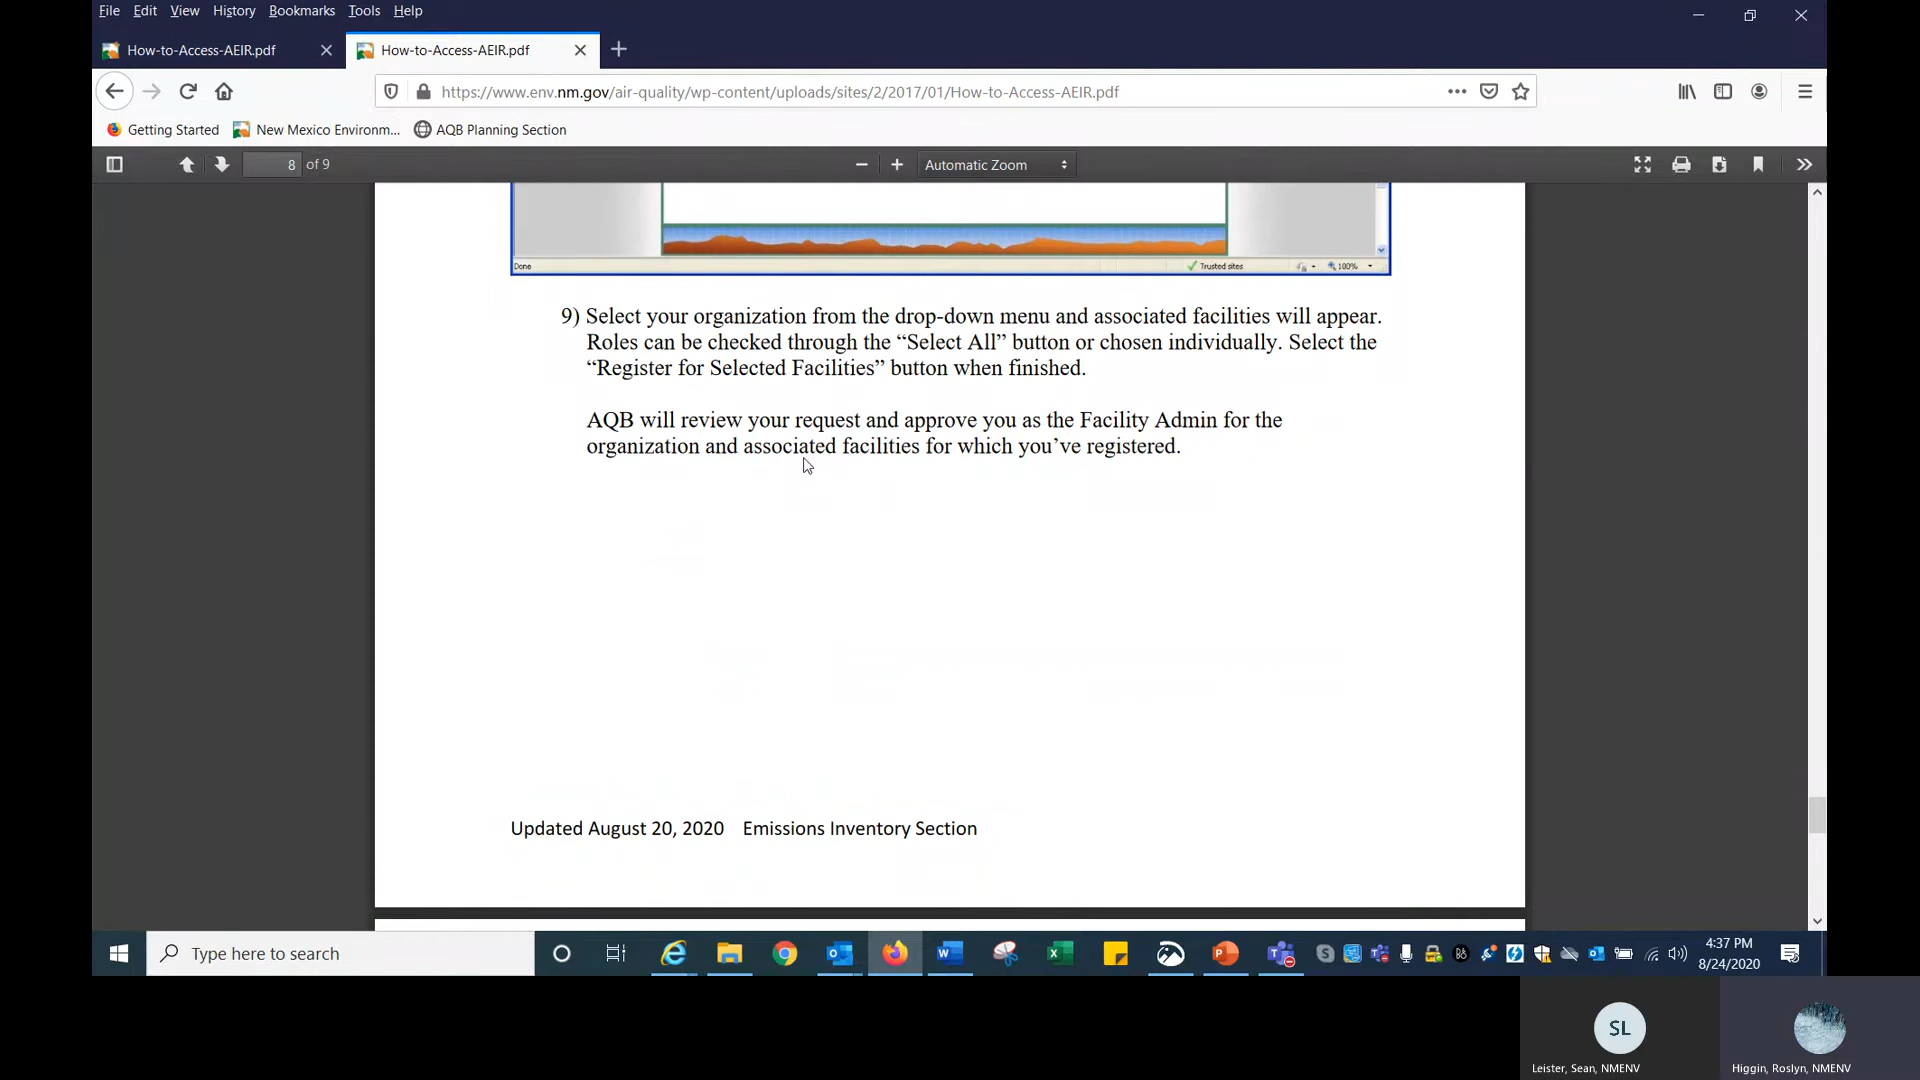 File Edit View History Bookmarks Tools Help
How-to-Access-AEIR.pdf
How-to-Access-AEIR.pdf
https://www.env.nm.gov/air-quality/wp-content/uploads/sites/2/2017/01/How-to-Access-AEIR.pdf
Getting Started New Mexico Environm... AQB Planning Section
8 of 9
Automatic Zoom
Done Trusted sites 100%
9) Select your organization from the drop-down menu and associated facilities will appear.
Roles can be checked through the “Select All” button or chosen individually. Select the
“Register for Selected Facilities” button when finished.
AQB will review your request and approve you as the Facility Admin for the
organization and associated facilities for which you’ve registered.
Updated August 20, 2020 Emissions Inventory Section
Type here to search
4:37 PM
8/24/2020
SL
Leister, Sean, NMENV
Higgin, Roslyn, NMENV